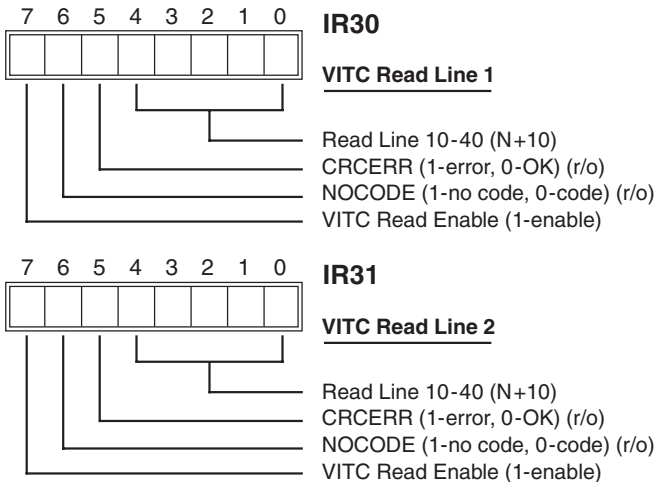 7 6 5 4 3 2 1 0
IR30
VITC Read Line 1
Read Line 10-40 (N+10)
CRCERR (1-error, 0-OK) (r/o)
NOCODE (1-no code, 0-code) (r/o)
VITC Read Enable (1-enable)
7 6 5 4 3 2 1 0
IR31
VITC Read Line 2
Read Line 10-40 (N+10)
CRCERR (1-error, 0-OK) (r/o)
NOCODE (1-no code, 0-code) (r/o)
VITC Read Enable (1-enable)